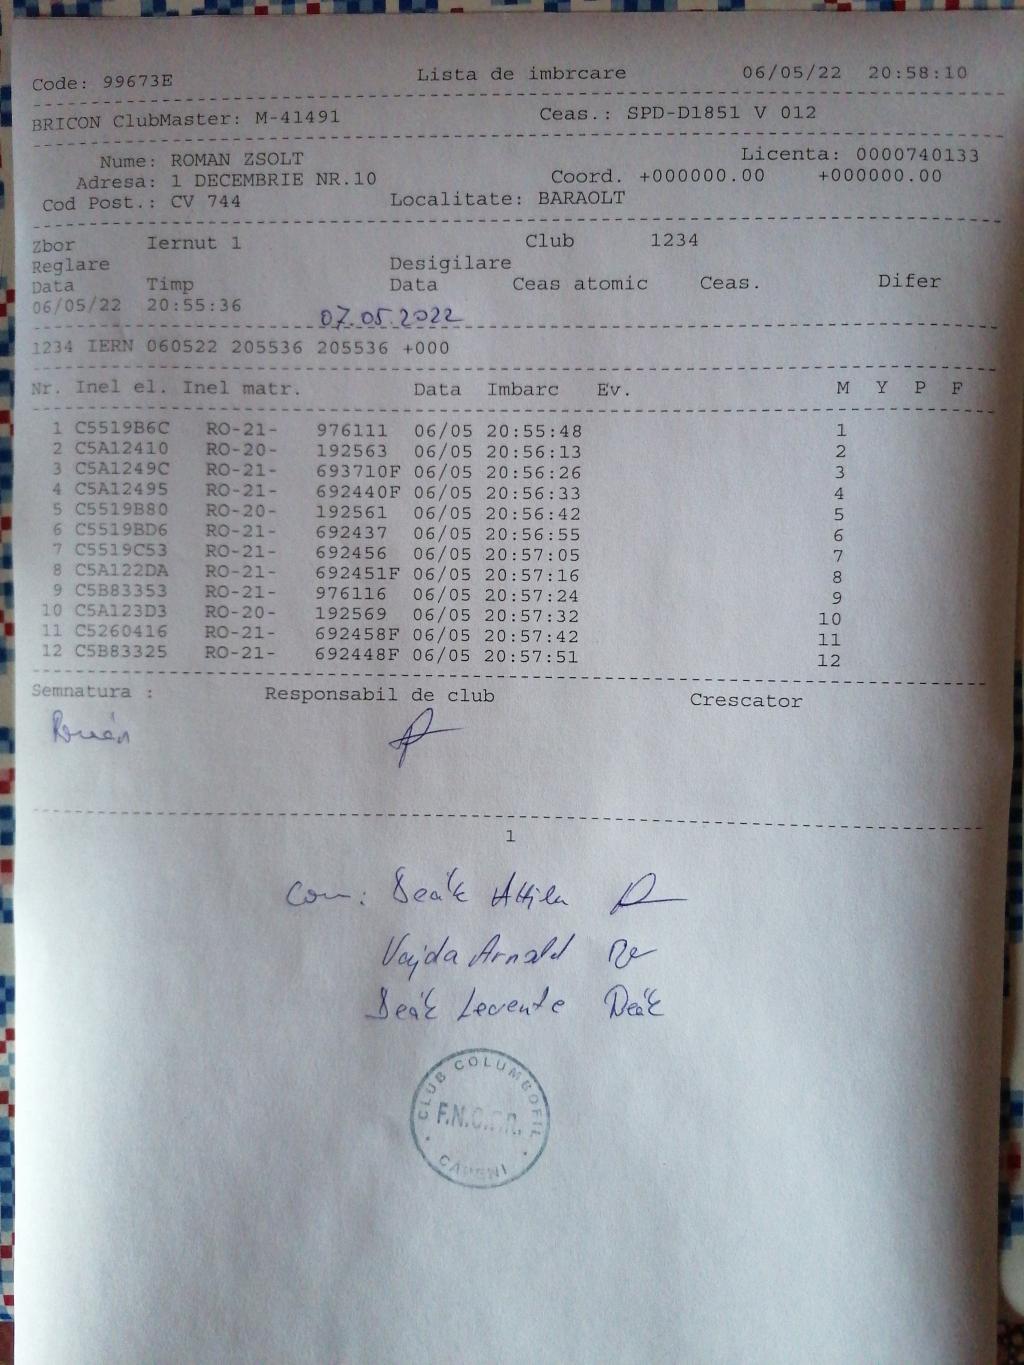 Code: 99673E Lista de imbrcare 06/05/22 20:58:10
BRICON ClubMaster: M-41491 Ceas.: SPD-D1851 V 012
Nume: ROMAN ZSOLT Licenta: 0000740133
Adresa: 1 DECEMBRIE NR.10 Coord. +000000.00 +000000.00
Cod Post.: CV 744 Localitate: BARAOLT
Zbor Iernut 1 Club 1234
Reglare Desigilare
Data Timp Data Ceas atomic Ceas. Difer
06/05/22 20:55:36
07.05.2022
1234 IERN 060522 205536 205536 +000
Nr. Inel el. Inel matr. Data Imbarc Ev. M Y P F
1 C5519B6C RO-21- 976111 06/05 20:55:48 1
2 C5A12410 RO-20- 192563 06/05 20:56:13 2
3 C5A1249C RO-21- 693710F 06/05 20:56:26 3
4 C5A12495 RO-21- 692440F 06/05 20:56:33 4
5 C5519B80 RO-20- 192561 06/05 20:56:42 5
6 C5519BD6 RO-21- 692437 06/05 20:56:55 6
7 C5519C53 RO-21- 692456 06/05 20:57:05 7
8 C5A122DA RO-21- 692451F 06/05 20:57:16 8
9 C5B83353 RO-21- 976116 06/05 20:57:24 9
10 C5A123D3 RO-20- 192569 06/05 20:57:32 10
11 C5260416 RO-21- 692458F 06/05 20:57:42 11
12 C5B83325 RO-21- 692448F 06/05 20:57:51 12
Semnatura : Responsabil de club Crescator
Román
1
Com: Deák Attila
Vajda Arnold
Deák Levente Deák
CLUB COLUMBOFIL
CAPENI